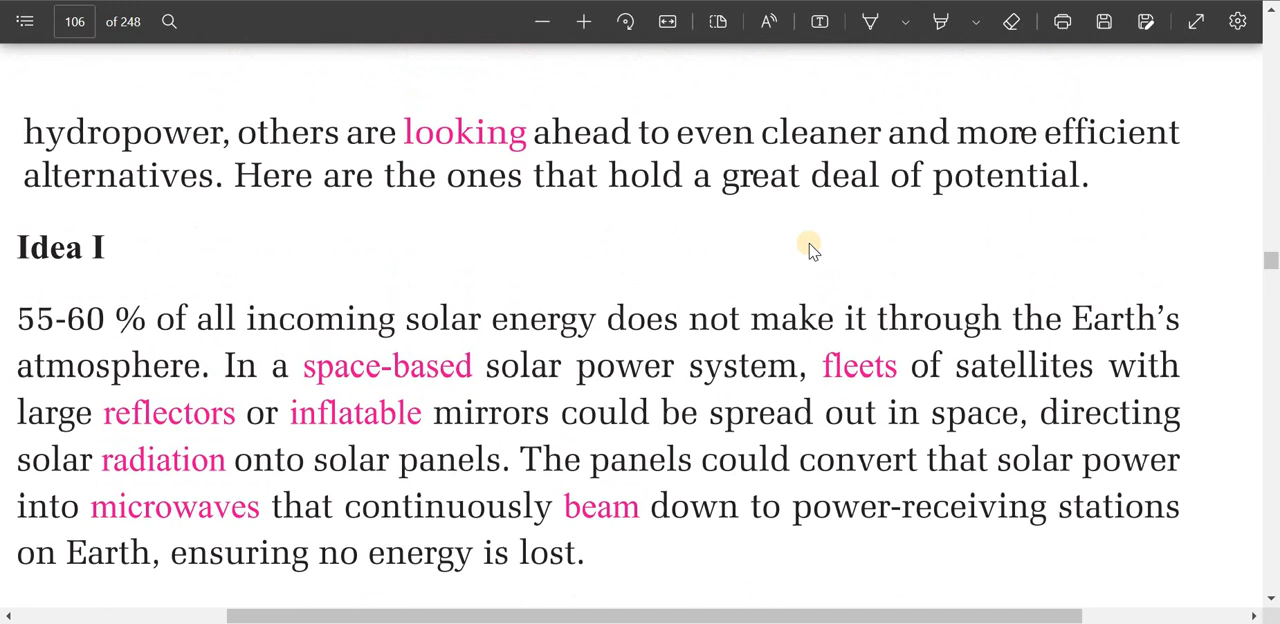 106 of 248
hydropower, others are looking ahead to even cleaner and more efficient
alternatives. Here are the ones that hold a great deal of potential.
Idea I
55-60 % of all incoming solar energy does not make it through the Earth's
atmosphere. In a space-based solar power system, fleets of satellites with
large reflectors or inflatable mirrors could be spread out in space, directing
solar radiation onto solar panels. The panels could convert that solar power
into microwaves that continuously beam down to power-receiving stations
on Earth, ensuring no energy is lost.